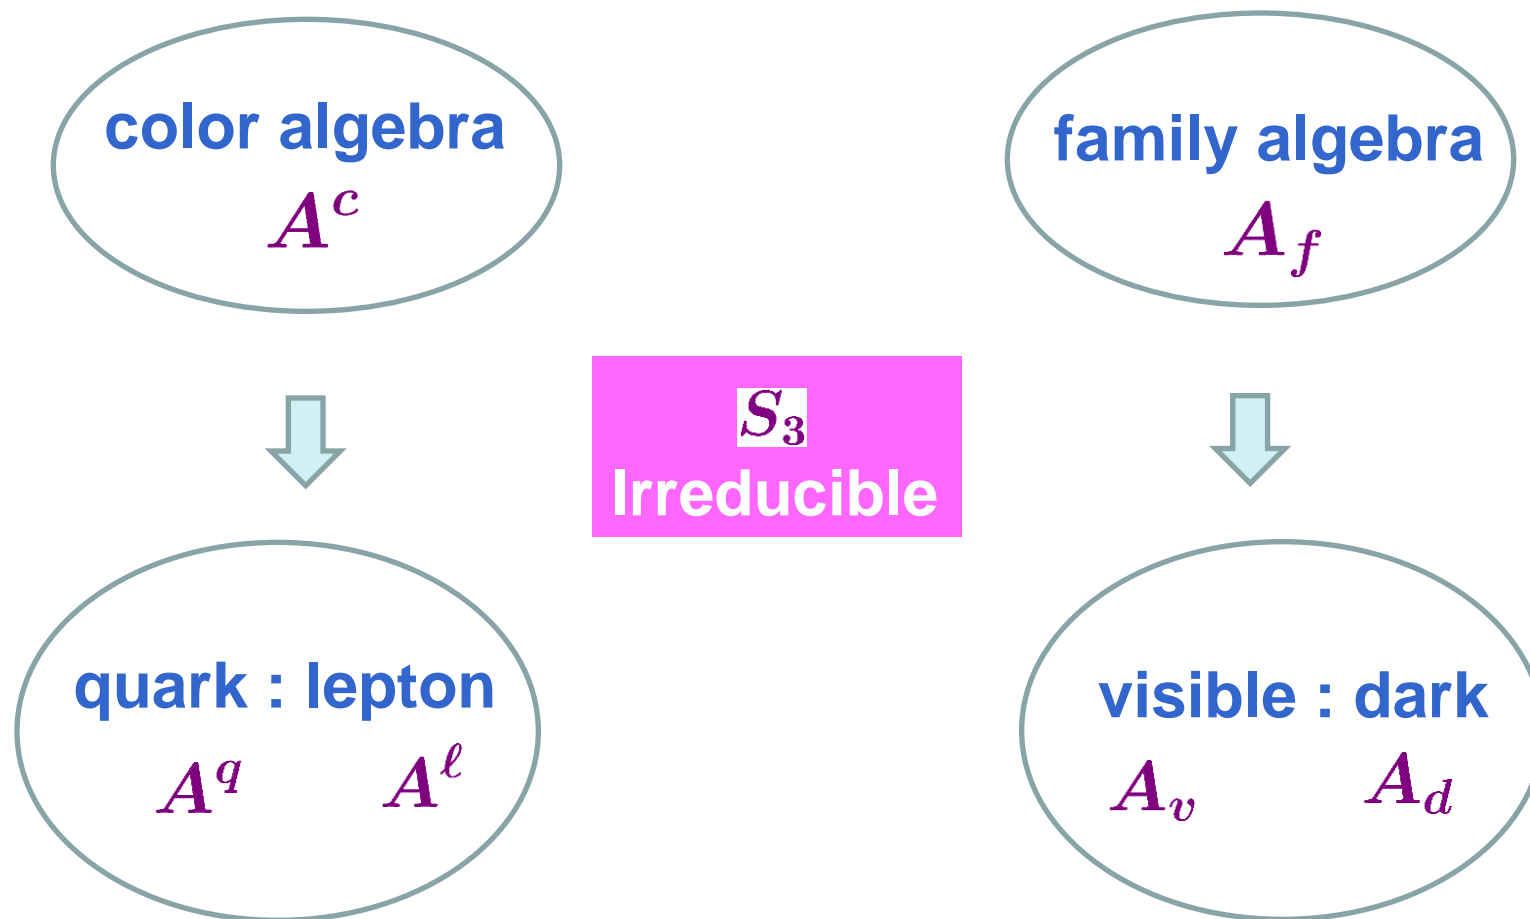 color algebra
A^c
family algebra
A_f
S_3
Irreducible
quark : lepton
A^q A^ℓ
visible : dark
A_v A_d